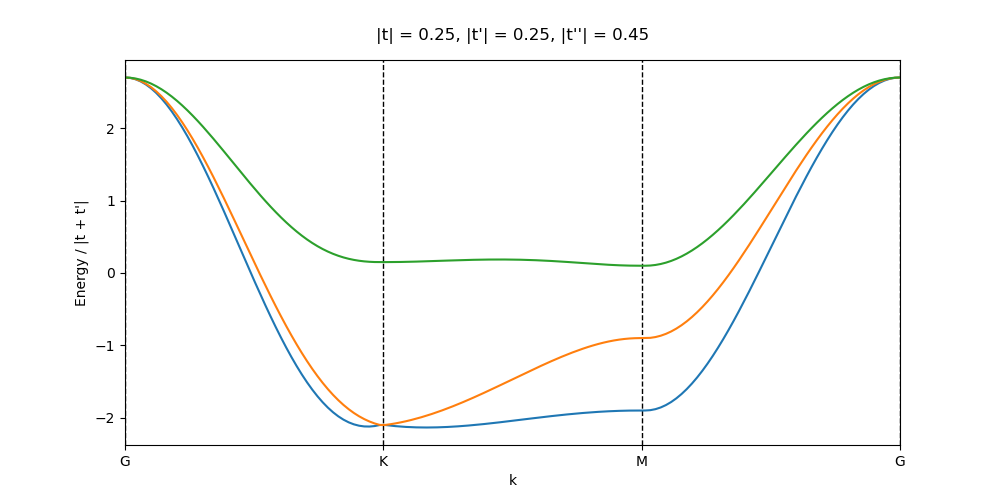 |t| = 0.25, |t'| = 0.25, |t''| = 0.45
Energy / |t + t'|
2
1
0
−1
−2
G
K
M
G
k